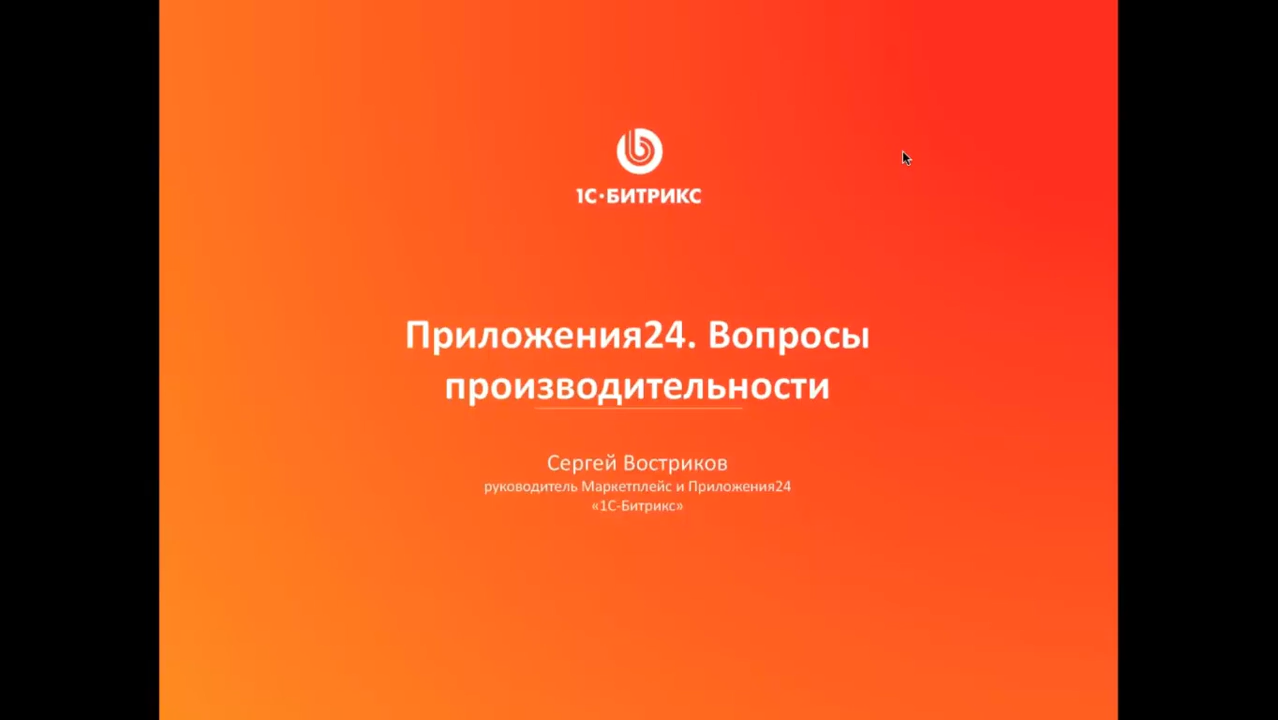 1С·БИТРИКС
Приложения24. Вопросы
производительности
Сергей Востриков
руководитель Маркетплейс и Приложения24
«1С-Битрикс»